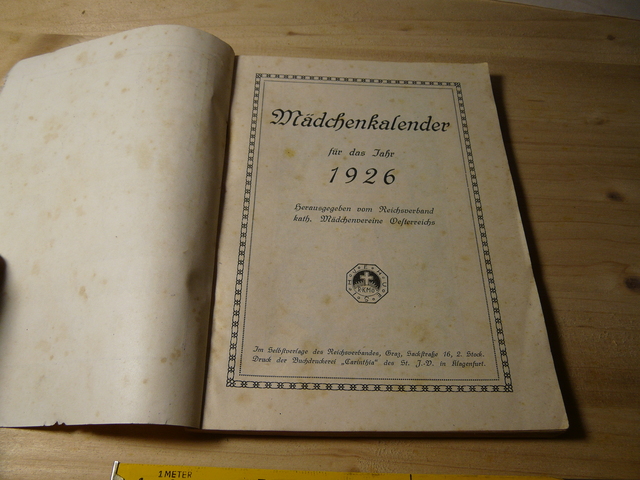 Mädchenkalender
für das Jahr
1926
Herausgegeben vom Reichsverband
kath. Mädchenvereine Oesterreichs
Im Selbstverlage des Reichsverbandes, Graz, Sackstraße 16, 2. Stock.
Druck der Buchdruckerei „Carinthia“ des St. J.-V. in Klagenfurt.
1 METER